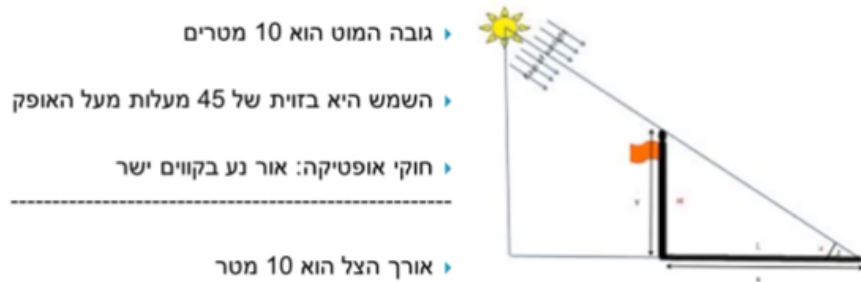 גובה המוט הוא 10 מטרים
השמש היא בזוית של 45 מעלות מעל האופק
חוקי אופטיקה: אור נע בקווים ישר
אורך הצל הוא 10 מטר